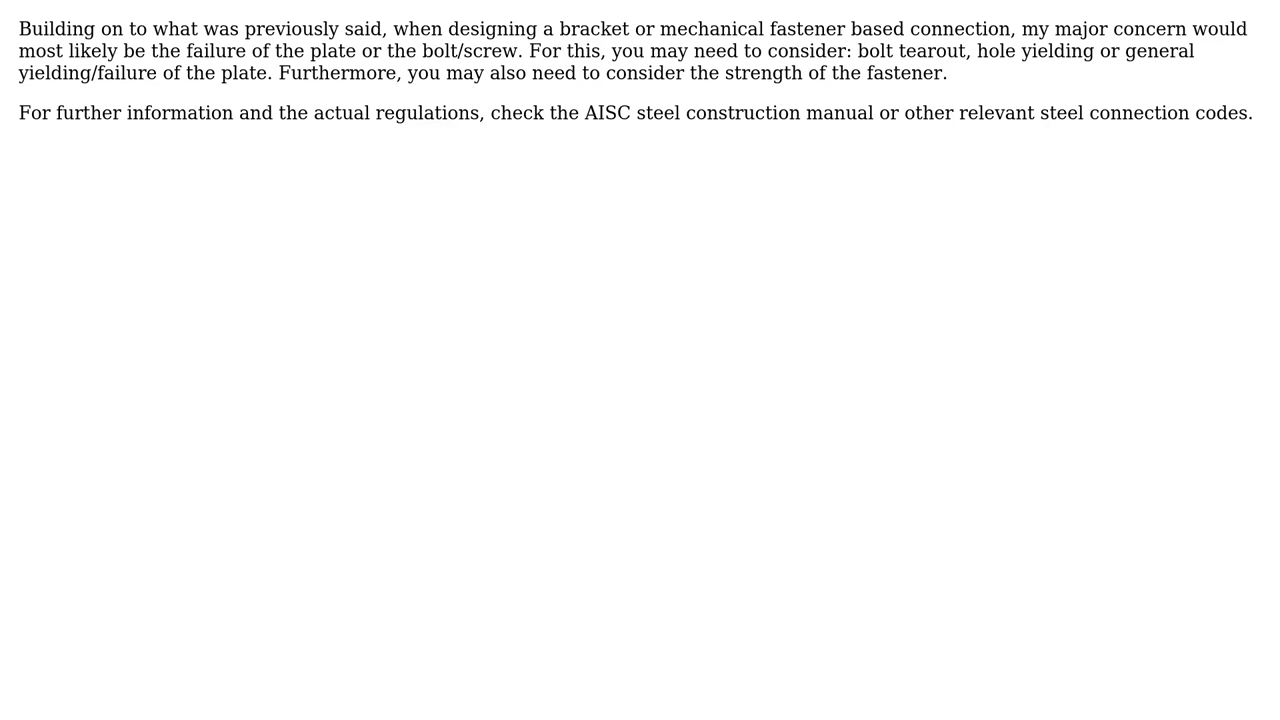 Building on to what was previously said, when designing a bracket or mechanical fastener based connection, my major concern would
most likely be the failure of the plate or the bolt/screw. For this, you may need to consider: bolt tearout, hole yielding or general
yielding/failure of the plate. Furthermore, you may also need to consider the strength of the fastener.
For further information and the actual regulations, check the AISC steel construction manual or other relevant steel connection codes.